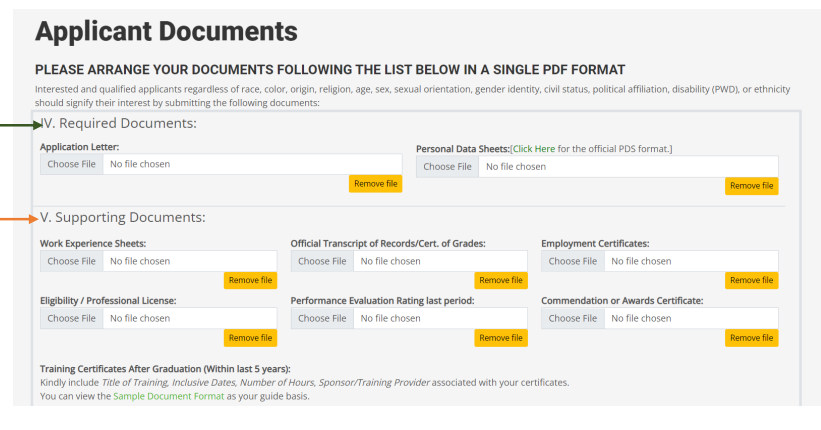 Applicant Documents
PLEASE ARRANGE YOUR DOCUMENTS FOLLOWING THE LIST BELOW IN A SINGLE PDF FORMAT
Interested and qualified applicants regardless of race, color, origin, religion, age, sex, sexual orientation, gender identity, civil status, political affiliation, disability (PWD), or ethnicity
should signify their interest by submitting the following documents:
IV. Required Documents:
Application Letter:
Choose File No file chosen
Remove file
Personal Data Sheets:[Click Here for the official PDS format.]
Choose File No file chosen
Remove file
V. Supporting Documents:
Work Experience Sheets:
Choose File No file chosen
Remove file
Official Transcript of Records/Cert. of Grades:
Choose File No file chosen
Remove file
Employment Certificates:
Choose File No file chosen
Remove file
Eligibility / Professional License:
Choose File No file chosen
Remove file
Performance Evaluation Rating last period:
Choose File No file chosen
Remove file
Commendation or Awards Certificate:
Choose File No file chosen
Remove file
Training Certificates After Graduation (Within last 5 years):
Kindly include Title of Training, Inclusive Dates, Number of Hours, Sponsor/Training Provider associated with your certificates.
You can view the Sample Document Format as your guide basis.